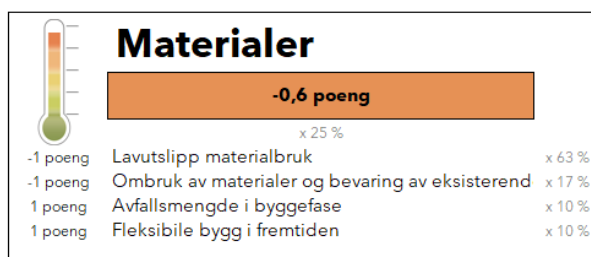 Materialer
-0,6 poeng
x 25 %
-1 poeng Lavutslipp materialbruk x 63 %
-1 poeng Ombruk av materialer og bevaring av eksisterend x 17 %
1 poeng Avfallsmengde i byggefase x 10 %
1 poeng Fleksibile bygg i fremtiden x 10 %